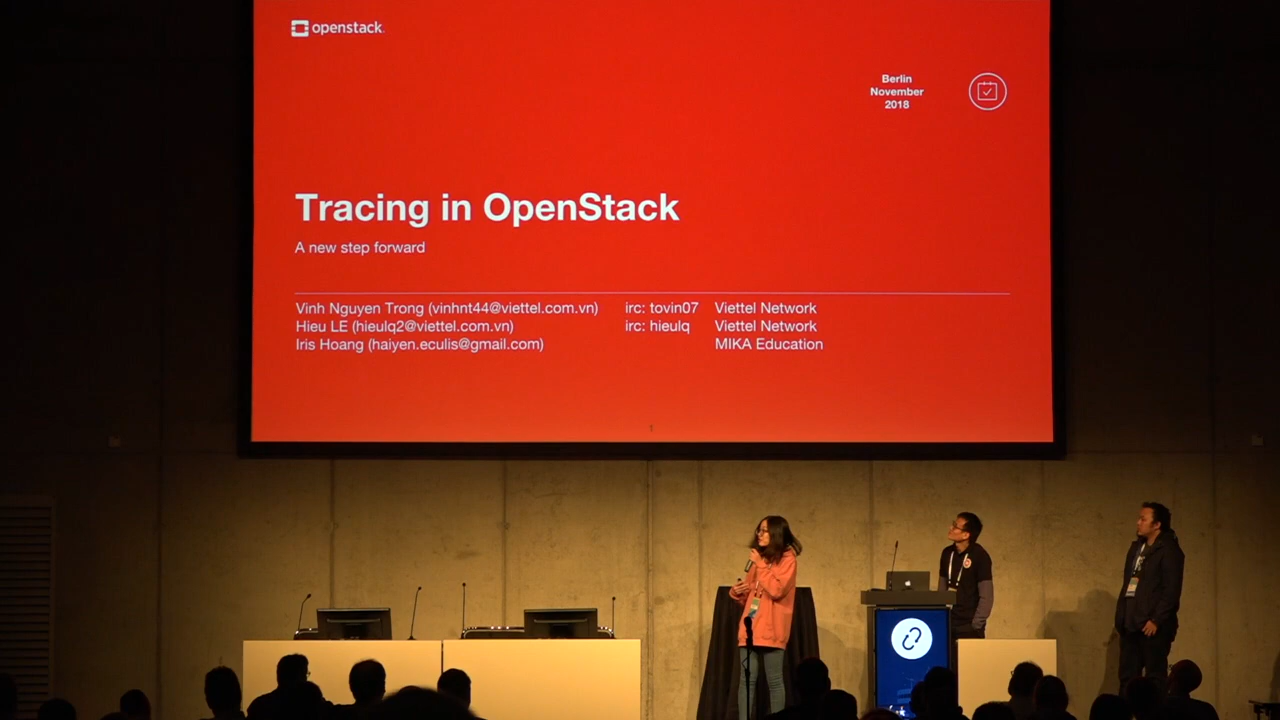 openstack.
Berlin
November
2018
Tracing in OpenStack
A new step forward
Vinh Nguyen Trong (vinhnt44@viettel.com.vn) irc: tovin07 Viettel Network
Hieu LE (hieulq2@viettel.com.vn) irc: hieulq Viettel Network
Iris Hoang (haiyen.eculis@gmail.com) MIKA Education
1